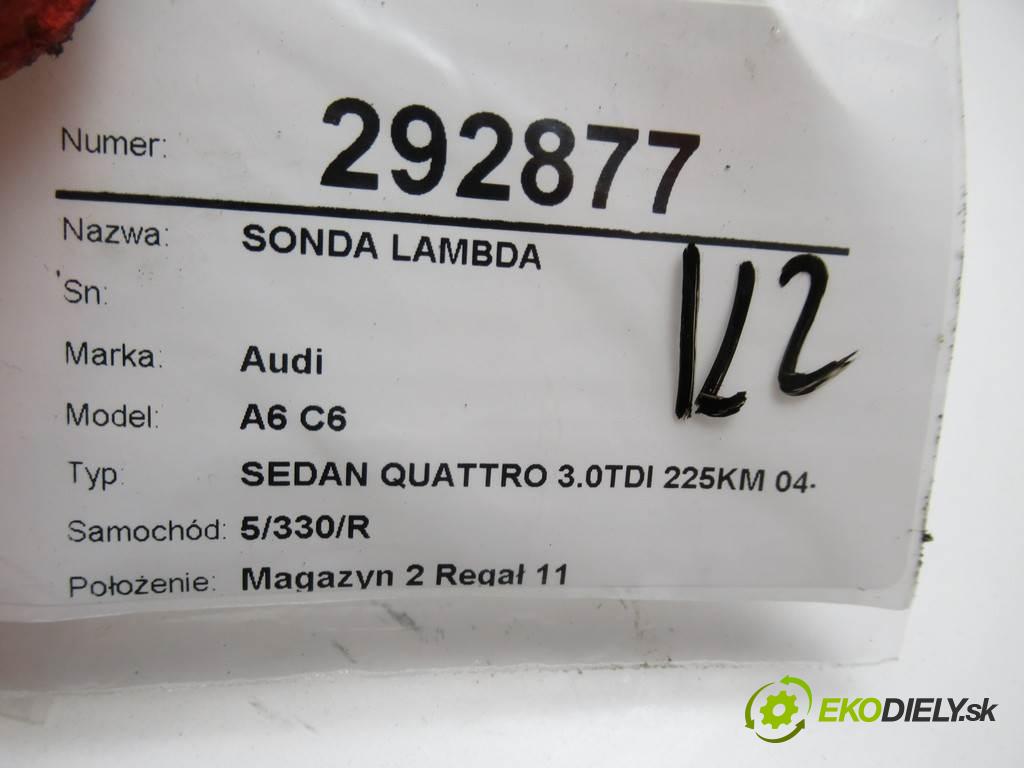 Numer: 292877
Nazwa: SONDA LAMBDA
Sn:
Marka: Audi
Model: A6 C6
Typ: SEDAN QUATTRO 3.0TDI 225KM 04-
Samochód: 5/330/R
Położenie: Magazyn 2 Regał 11
V2
EKODIELY.sk